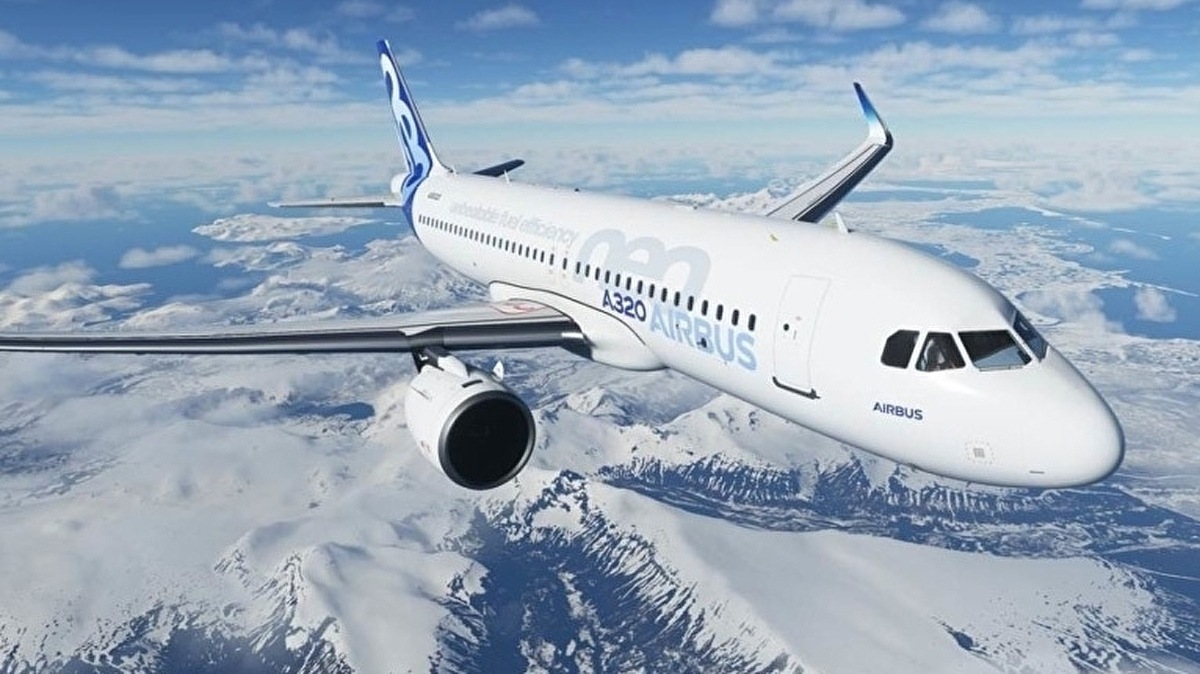 unbeatable fuel efficiency
neo
A320
AIRBUS
AIRBUS